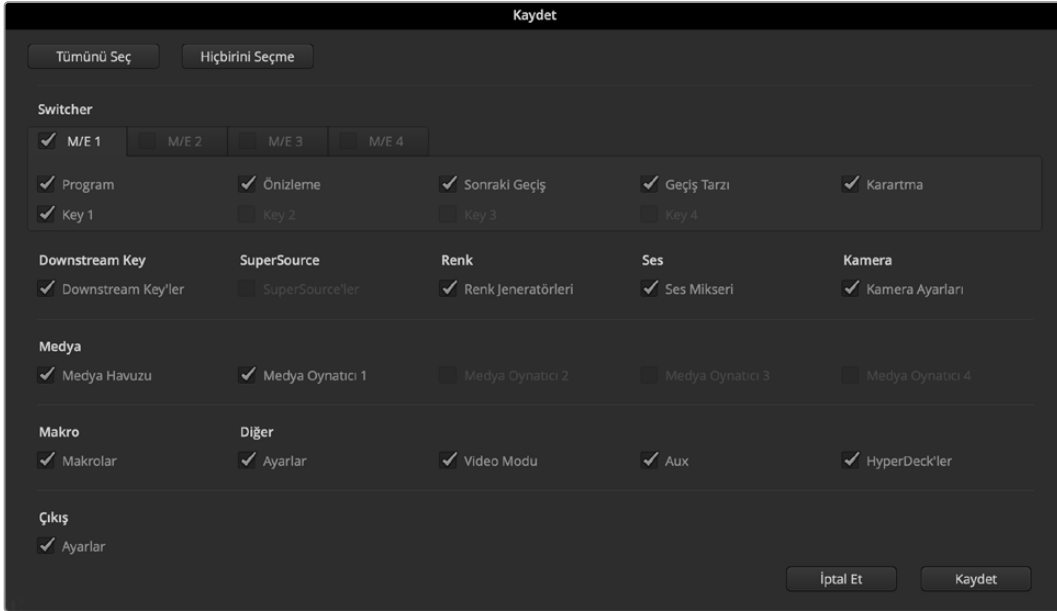 Kaydet
Tümünü Seç Hiçbirini Seçme
Switcher
M/E 1 M/E 2 M/E 3 M/E 4
Program Önizleme Sonraki Geçiş Geçiş Tarzı Karartma
Key 1 Key 2 Key 3 Key 4
Downstream Key SuperSource Renk Ses Kamera
Downstream Key'ler SuperSource'ler Renk Jeneratörleri Ses Mikseri Kamera Ayarları
Medya
Medya Havuzu Medya Oynatıcı 1 Medya Oynatıcı 2 Medya Oynatıcı 3 Medya Oynatıcı 4
Makro Diğer
Makrolar Ayarlar Video Modu Aux HyperDeck'ler
Çıkış
Ayarlar
İptal Et Kaydet